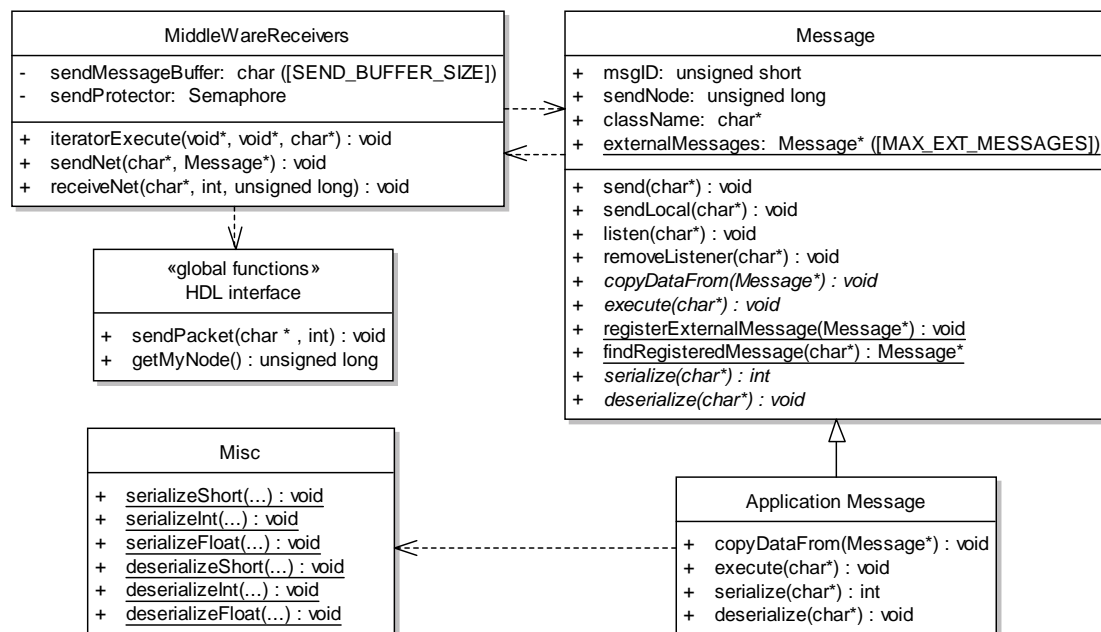 MiddleWareReceivers
- sendMessageBuffer: char ([SEND_BUFFER_SIZE])
- sendProtector: Semaphore
+ iteratorExecute(void*, void*, char*) : void
+ sendNet(char*, Message*) : void
+ receiveNet(char*, int, unsigned long) : void
Message
+ msgID: unsigned short
+ sendNode: unsigned long
+ className: char*
+ externalMessages: Message* ([MAX_EXT_MESSAGES])
+ send(char*) : void
+ sendLocal(char*) : void
+ listen(char*) : void
+ removeListener(char*) : void
+ copyDataFrom(Message*) : void
+ execute(char*) : void
+ registerExternalMessage(Message*) : void
+ findRegisteredMessage(char*) : Message*
+ serialize(char*) : int
+ deserialize(char*) : void
«global functions»
HDL interface
+ sendPacket(char * , int) : void
+ getMyNode() : unsigned long
Misc
+ serializeShort(...) : void
+ serializeInt(...) : void
+ serializeFloat(...) : void
+ deserializeShort(...) : void
+ deserializeInt(...) : void
+ deserializeFloat(...) : void
Application Message
+ copyDataFrom(Message*) : void
+ execute(char*) : void
+ serialize(char*) : int
+ deserialize(char*) : void